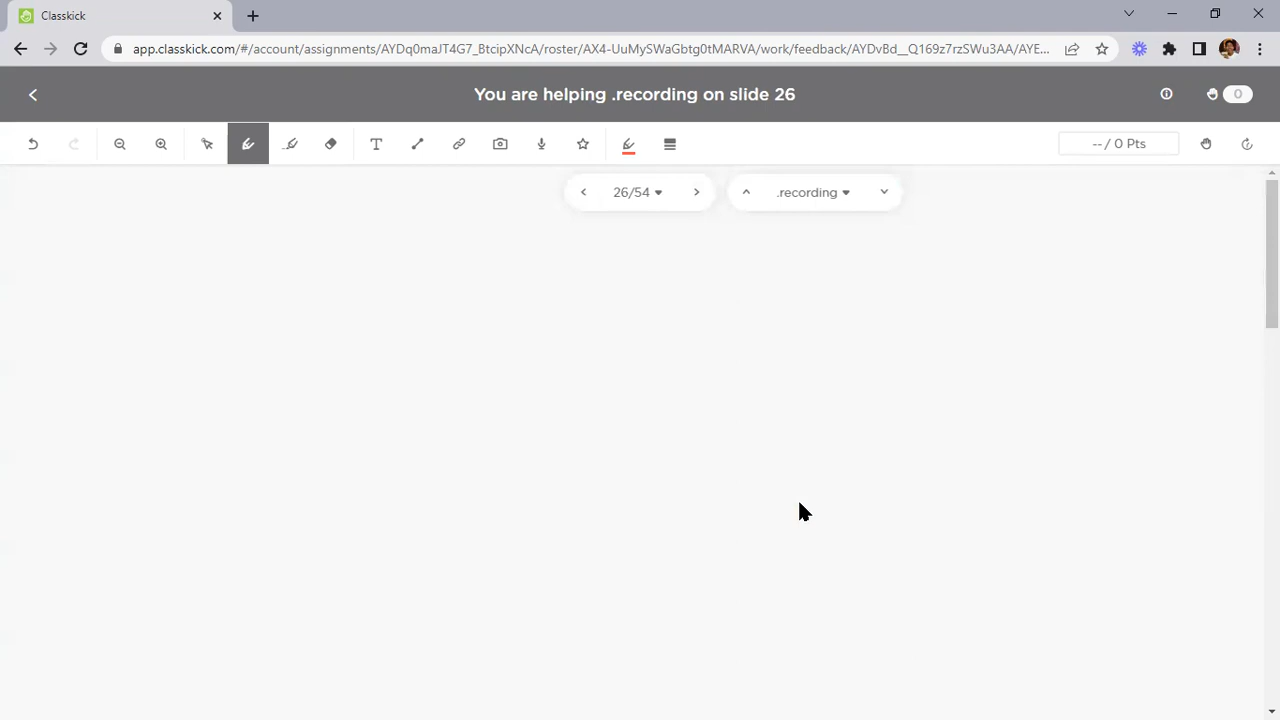 Classkick
app.classkick.com/#/account/assignments/AYDq0maJT4G7_BtcipXNcA/roster/AX4-UuMySWaGbtg0tMARVA/work/feedback/AYDvBd__Q169z7rzSWu3AA/AYE...
You are helping .recording on slide 26
0
T
-- / 0 Pts
26/54
.recording